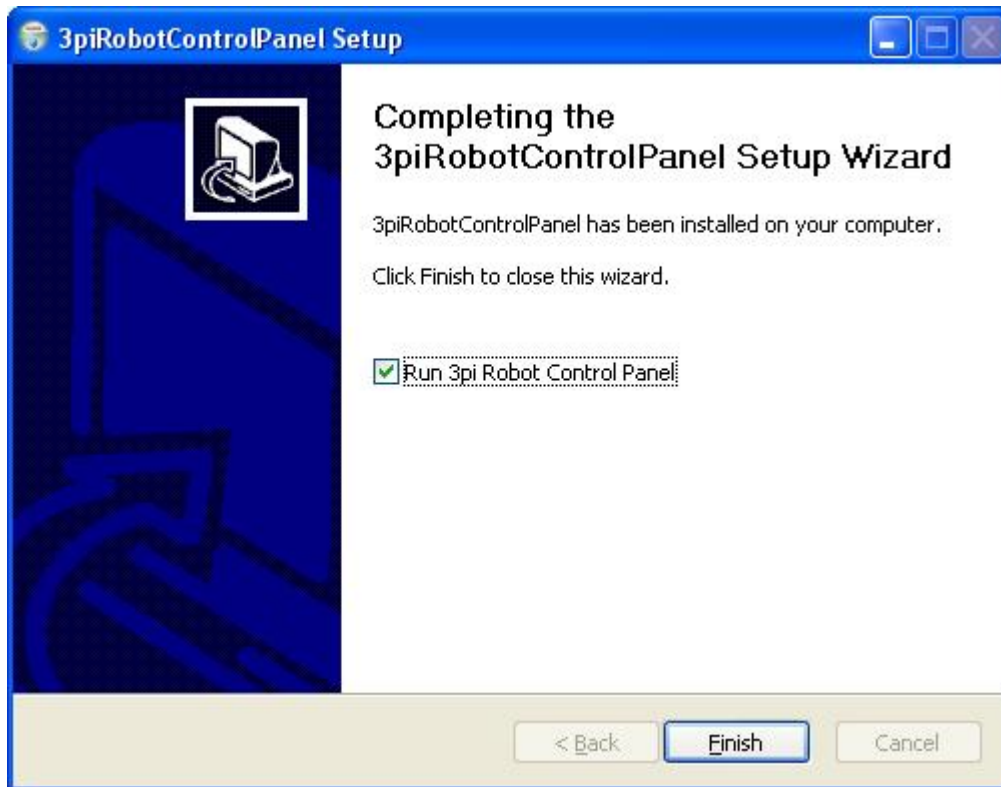 3piRobotControlPanel Setup
Completing the
3piRobotControlPanel Setup Wizard
3piRobotControlPanel has been installed on your computer.
Click Finish to close this wizard.
Run 3pi Robot Control Panel
< Back
Finish
Cancel